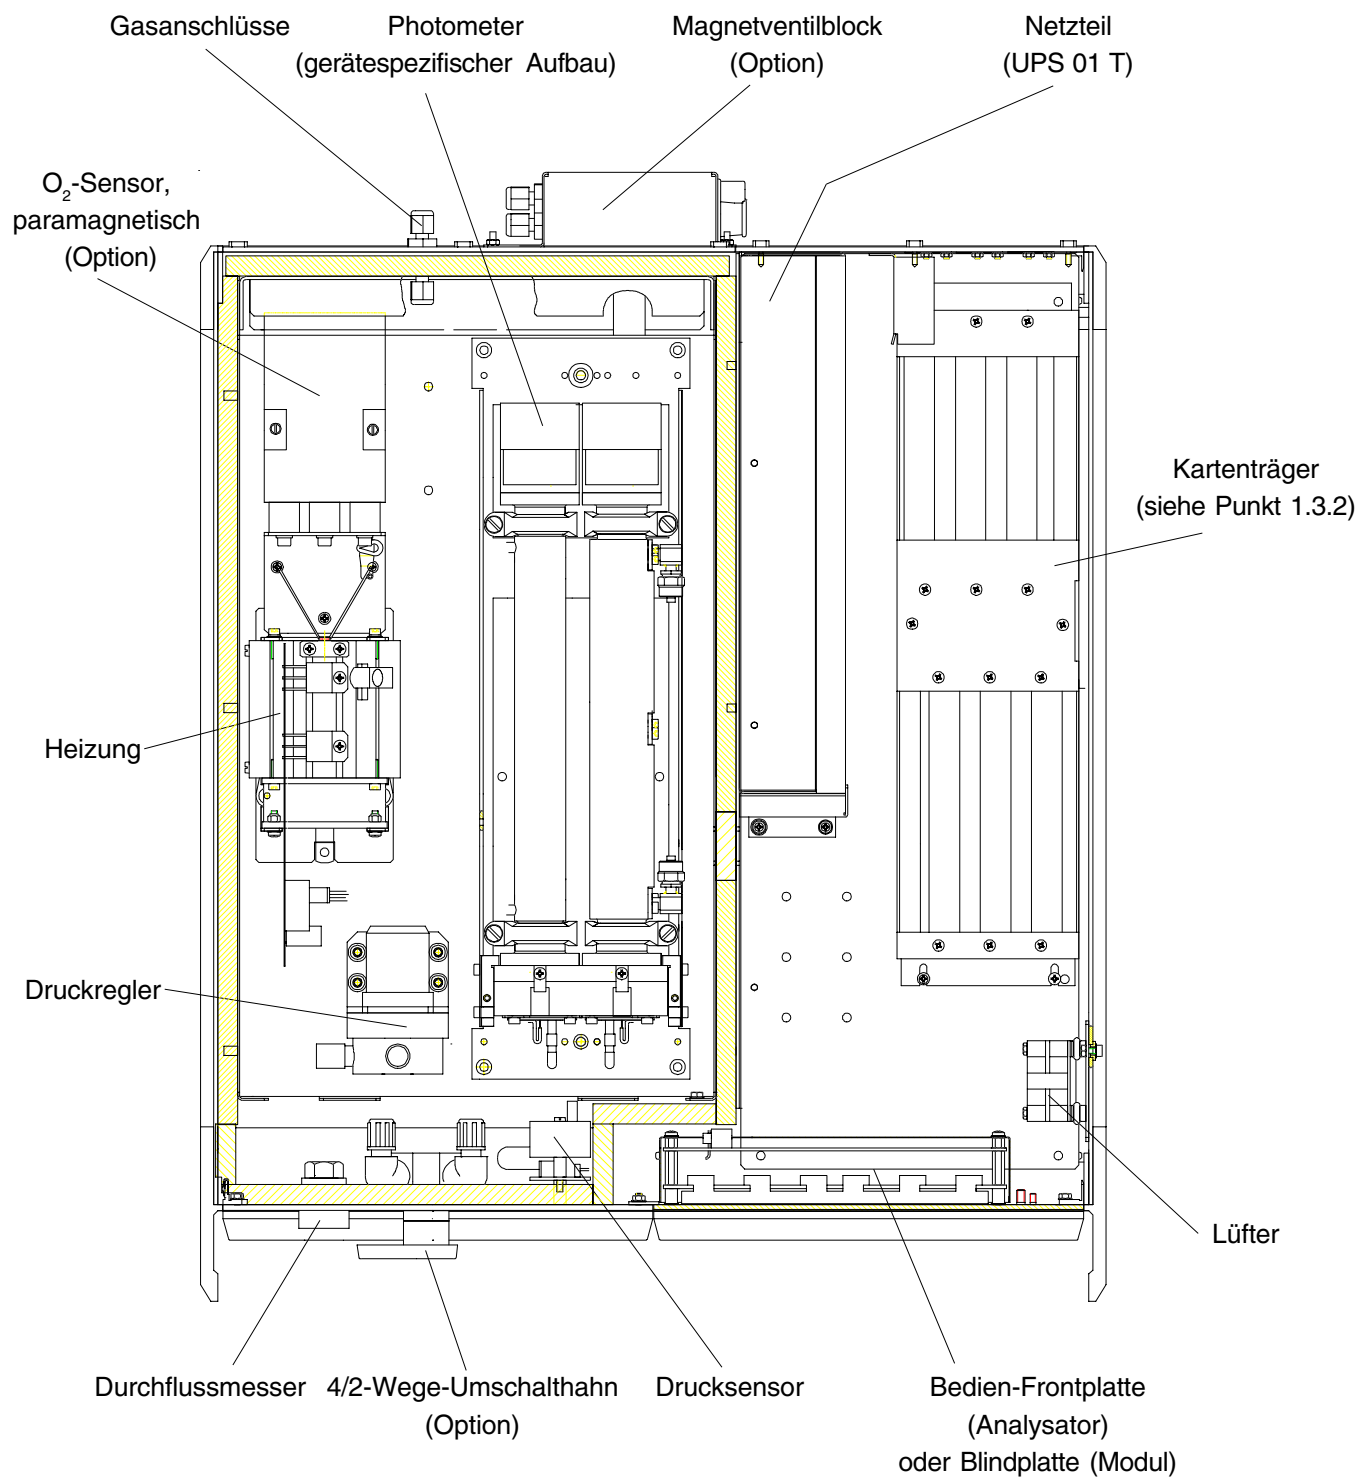 Gasanschlüsse
Photometer
(gerätespezifischer Aufbau)
Magnetventilblock
(Option)
Netzteil
(UPS 01 T)
O₂-Sensor,
paramagnetisch
(Option)
Kartenträger
(siehe Punkt 1.3.2)
Heizung
Druckregler
Lüfter
Durchflussmesser
4/2-Wege-Umschalthahn
(Option)
Drucksensor
Bedien-Frontplatte
(Analysator)
oder Blindplatte (Modul)